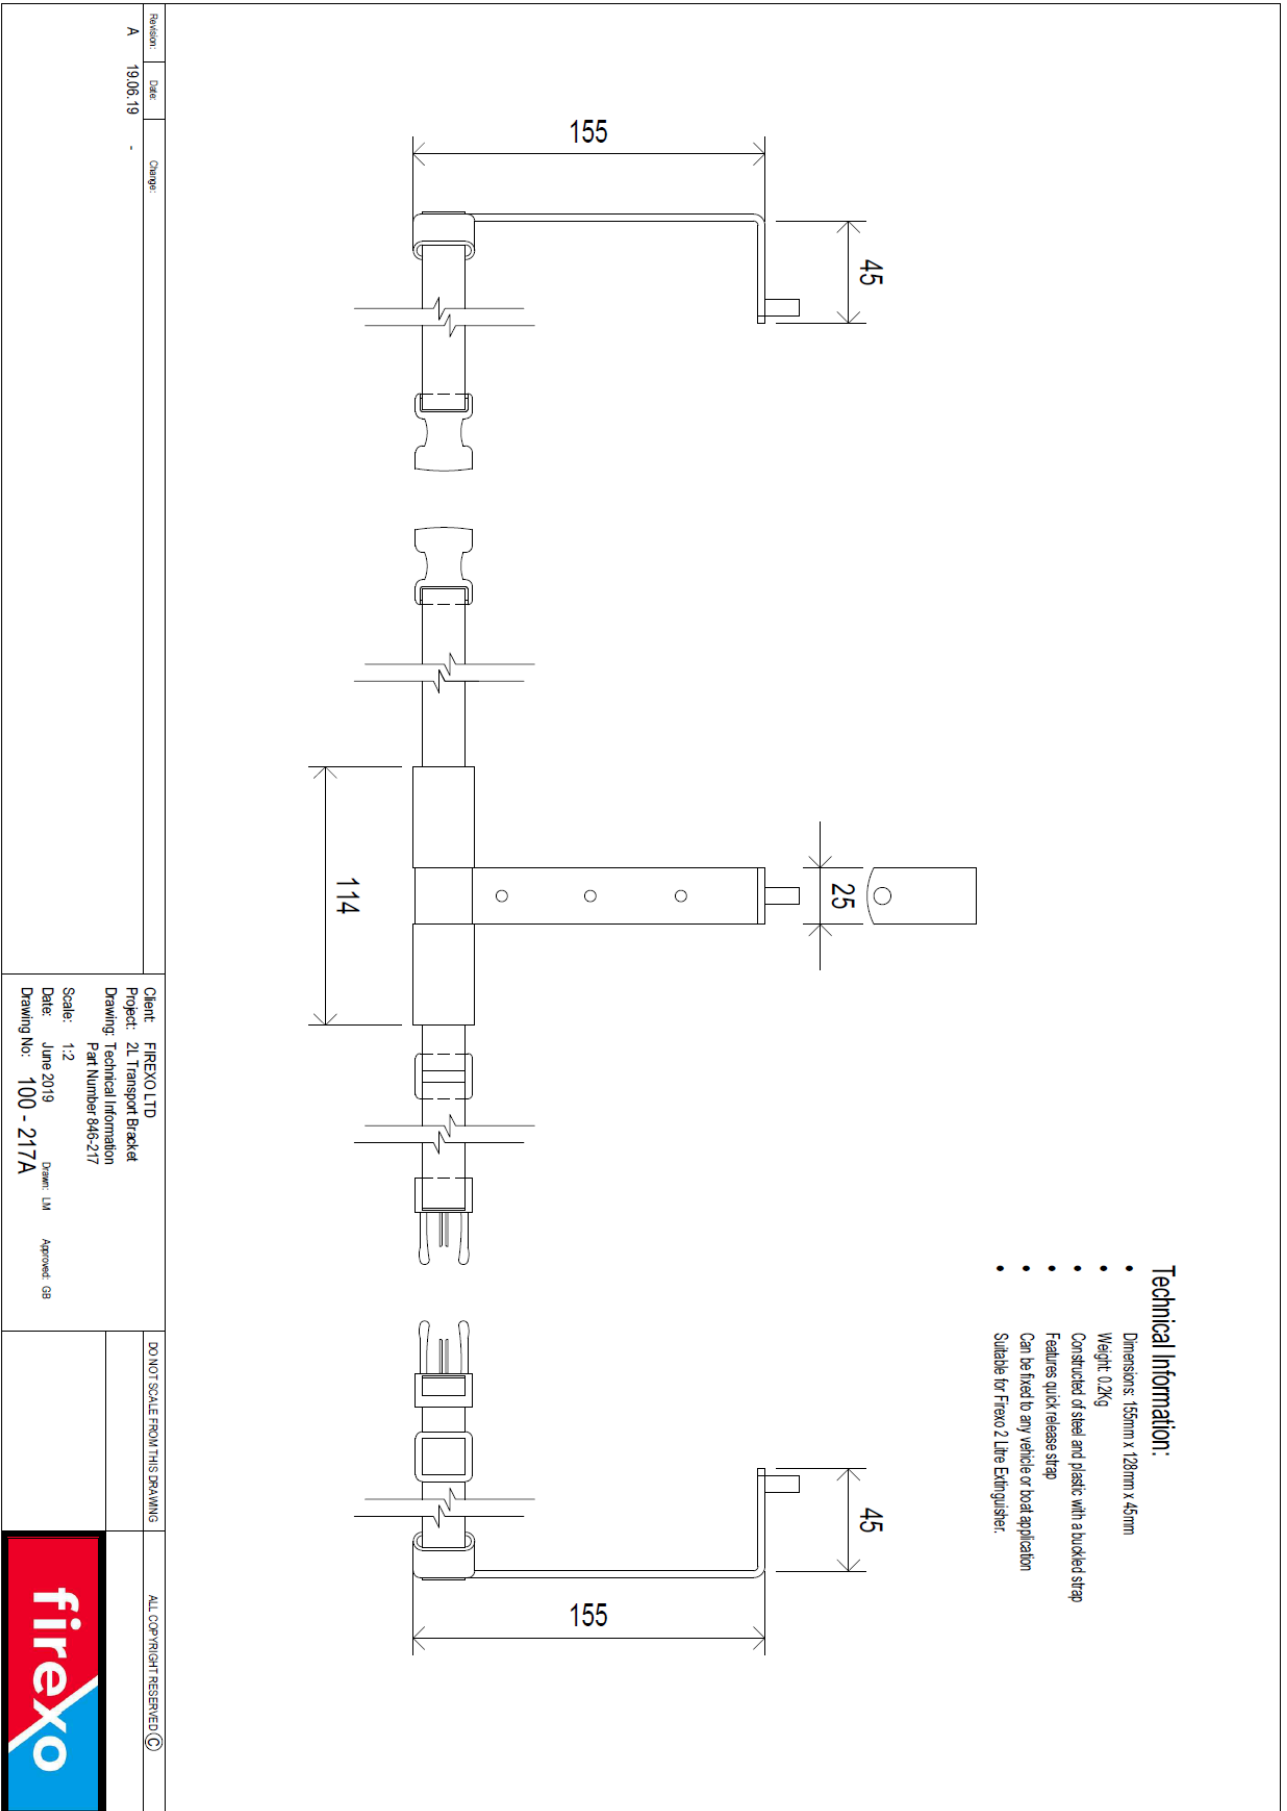 Technical Information:
• Dimensions: 155mm x 128mm x 45mm
• Weight: 0.2Kg
• Constructed of steel and plastic with a buckled strap
• Features quick release strap
• Can be fixed to any vehicle or boat application
• Suitable for Firexo 2 Litre Extinguisher.
45
45
155
155
25
114
Revision: Date: Change:
A 19.06.19 -
Client: FIREXO LTD
Project: 2L Transport Bracket
Drawing: Technical Information
Part Number 846-217
Scale: 1:2
Date: June 2019 Drawn: LM Approved: GB
Drawing No: 100 - 217A
DO NOT SCALE FROM THIS DRAWING
ALL COPYRIGHT RESERVED ©
firexo